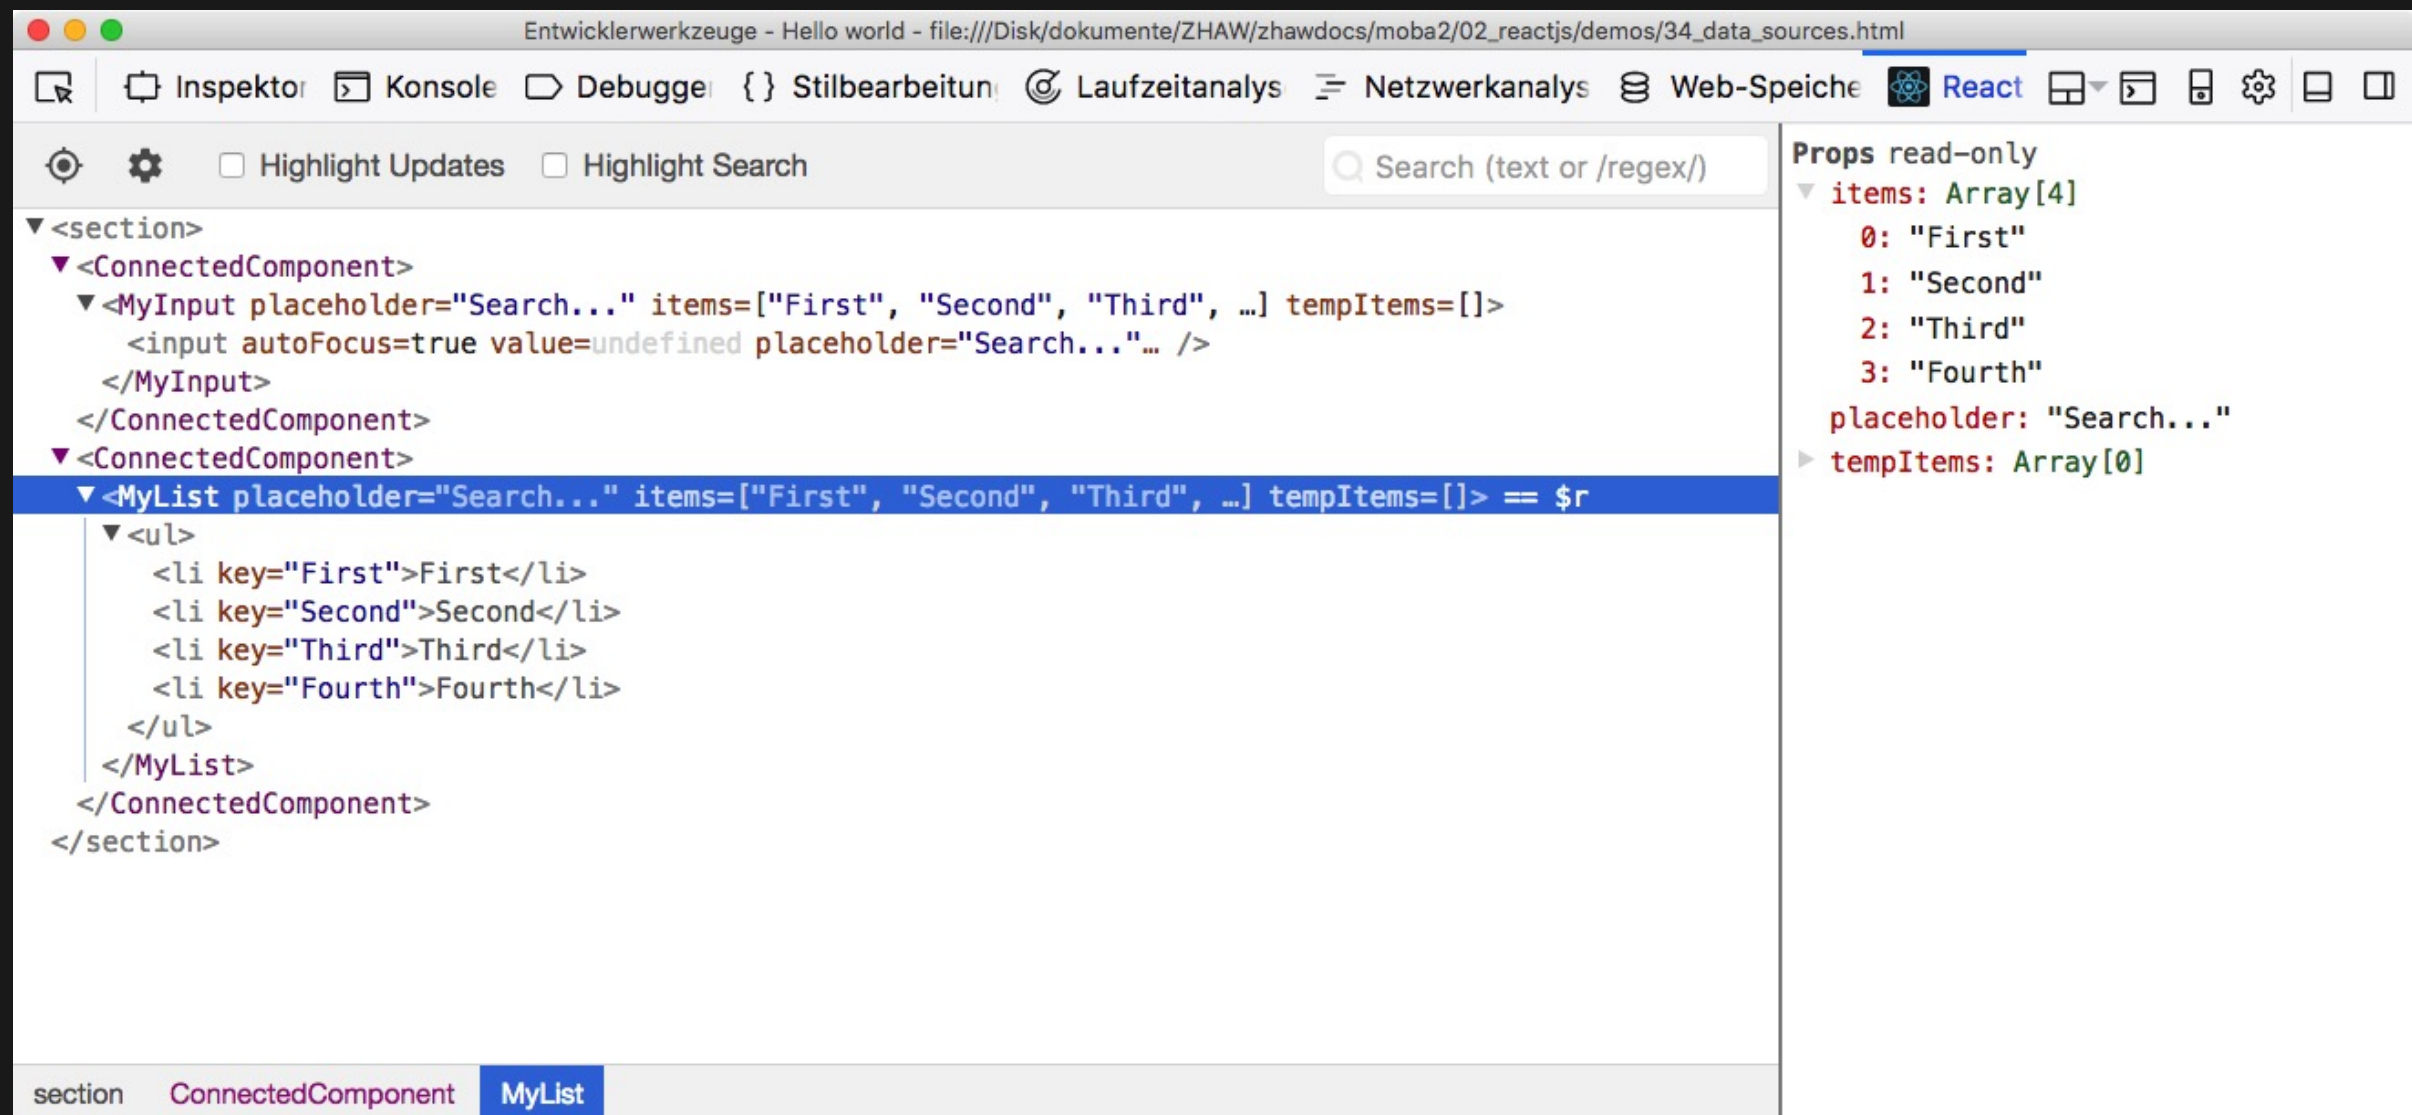 Entwicklerwerkzeuge - Hello world - file:///Disk/dokumente/ZHAW/zhawdocs/moba2/02_reactjs/demos/34_data_sources.html
Inspektor Konsole Debugge Stilbearbeitun Laufzeitanalys Netzwerkanalys Web-Speiche React
Highlight Updates Highlight Search Search (text or /regex/)
<section>
<ConnectedComponent>
<MyInput placeholder="Search..." items=["First", "Second", "Third", …] tempItems=[]>
<input autoFocus=true value=undefined placeholder="Search..."… />
</MyInput>
</ConnectedComponent>
<ConnectedComponent>
<MyList placeholder="Search..." items=["First", "Second", "Third", …] tempItems=[]> == $r
<ul>
<li key="First">First</li>
<li key="Second">Second</li>
<li key="Third">Third</li>
<li key="Fourth">Fourth</li>
</ul>
</MyList>
</ConnectedComponent>
</section>
section ConnectedComponent MyList
Props read-only
items: Array[4]
0: "First"
1: "Second"
2: "Third"
3: "Fourth"
placeholder: "Search..."
tempItems: Array[0]